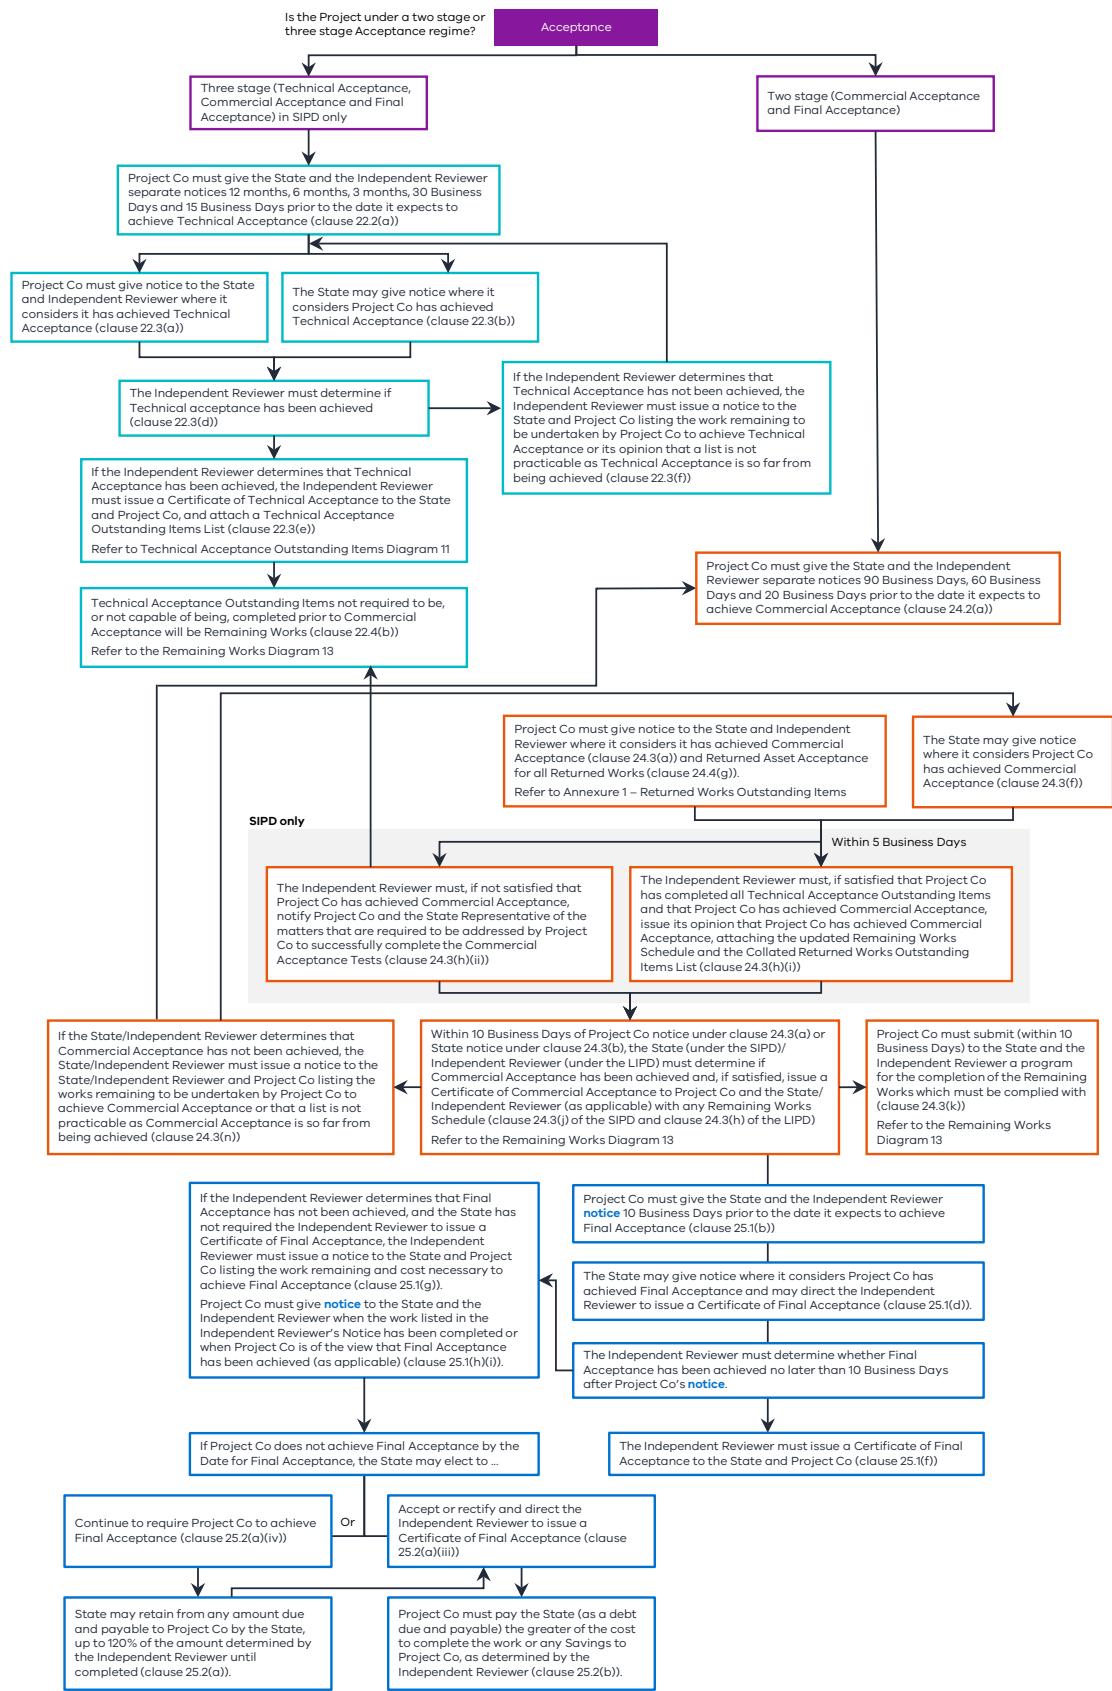 Is the Project under a two stage or
three stage Acceptance regime?
Acceptance
Three stage (Technical Acceptance,
Commercial Acceptance and Final
Acceptance) in SIPD only
Two stage (Commercial Acceptance
and Final Acceptance)
Project Co must give the State and the Independent Reviewer
separate notices 12 months, 6 months, 3 months, 30 Business
Days and 15 Business Days prior to the date it expects to
achieve Technical Acceptance (clause 22.2(a))
Project Co must give notice to the State
and Independent Reviewer where it
considers it has achieved Technical
Acceptance (clause 22.3(a))
The State may give notice where it
considers Project Co has achieved
Technical Acceptance (clause 22.3(b))
The Independent Reviewer must determine if
Technical acceptance has been achieved
(clause 22.3(d))
If the Independent Reviewer determines that
Technical Acceptance has not been achieved, the
Independent Reviewer must issue a notice to the
State and Project Co listing the work remaining to
be undertaken by Project Co to achieve Technical
Acceptance or its opinion that a list is not
practicable as Technical Acceptance is so far from
being achieved (clause 22.3(f))
If the Independent Reviewer determines that Technical
Acceptance has been achieved, the Independent Reviewer
must issue a Certificate of Technical Acceptance to the State
and Project Co, and attach a Technical Acceptance
Outstanding Items List (clause 22.3(e))
Refer to Technical Acceptance Outstanding Items Diagram 11
Technical Acceptance Outstanding Items not required to be,
or not capable of being, completed prior to Commercial
Acceptance will be Remaining Works (clause 22.4(b))
Refer to the Remaining Works Diagram 13
Project Co must give the State and the Independent
Reviewer separate notices 90 Business Days, 60 Business
Days and 20 Business Days prior to the date it expects to
achieve Commercial Acceptance (clause 24.2(a))
Project Co must give notice to the State and Independent
Reviewer where it considers it has achieved Commercial
Acceptance (clause 24.3(a)) and Returned Asset Acceptance
for all Returned Works (clause 24.4(g)).
Refer to Annexure 1 – Returned Works Outstanding Items
The State may give notice
where it considers Project Co
has achieved Commercial
Acceptance (clause 24.3(f))
SIPD only
Within 5 Business Days
The Independent Reviewer must, if not satisfied that
Project Co has achieved Commercial Acceptance,
notify Project Co and the State Representative of the
matters that are required to be addressed by Project
Co to successfully complete the Commercial
Acceptance Tests (clause 24.3(h)(ii))
The Independent Reviewer must, if satisfied that Project Co
has completed all Technical Acceptance Outstanding Items
and that Project Co has achieved Commercial Acceptance,
issue its opinion that Project Co has achieved Commercial
Acceptance, attaching the updated Remaining Works
Schedule and the Collated Returned Works Outstanding
Items List (clause 24.3(h)(i))
If the State/Independent Reviewer determines that
Commercial Acceptance has not been achieved, the
State/Independent Reviewer must issue a notice to the
State/Independent Reviewer and Project Co listing the
works remaining to be undertaken by Project Co to
achieve Commercial Acceptance or that a list is not
practicable as Commercial Acceptance is so far from
being achieved (clause 24.3(n))
Within 10 Business Days of Project Co notice under clause 24.3(a) or
State notice under clause 24.3(b), the State (under the SIPD)/
Independent Reviewer (under the LIPD) must determine if
Commercial Acceptance has been achieved and, if satisfied, issue a
Certificate of Commercial Acceptance to Project Co and the State/
Independent Reviewer (as applicable) with any Remaining Works
Schedule (clause 24.3(j) of the SIPD and clause 24.3(h) of the LIPD)
Refer to the Remaining Works Diagram 13
Project Co must submit (within 10
Business Days) to the State and the
Independent Reviewer a program
for the completion of the Remaining
Works which must be complied with
(clause 24.3(k))
Refer to the Remaining Works
Diagram 13
If the Independent Reviewer determines that Final
Acceptance has not been achieved, and the State has
not required the Independent Reviewer to issue a
Certificate of Final Acceptance, the Independent
Reviewer must issue a notice to the State and Project
Co listing the work remaining and cost necessary to
achieve Final Acceptance (clause 25.1(g)).
Project Co must give notice to the State and the
Independent Reviewer when the work listed in the
Independent Reviewer's Notice has been completed or
when Project Co is of the view that Final Acceptance
has been achieved (as applicable) (clause 25.1(h)(i)).
Project Co must give the State and the Independent Reviewer
notice 10 Business Days prior to the date it expects to achieve
Final Acceptance (clause 25.1(b))
The State may give notice where it considers Project Co has
achieved Final Acceptance and may direct the Independent
Reviewer to issue a Certificate of Final Acceptance (clause 25.1(d)).
The Independent Reviewer must determine whether Final
Acceptance has been achieved no later than 10 Business Days
after Project Co's notice.
If Project Co does not achieve Final Acceptance by the
Date for Final Acceptance, the State may elect to ...
The Independent Reviewer must issue a Certificate of Final
Acceptance to the State and Project Co (clause 25.1(f))
Continue to require Project Co to achieve
Final Acceptance (clause 25.2(a)(iv))
Or
Accept or rectify and direct the
Independent Reviewer to issue a
Certificate of Final Acceptance (clause
25.2(a)(iii))
State may retain from any amount due
and payable to Project Co by the State,
up to 120% of the amount determined by
the Independent Reviewer until
completed (clause 25.2(a)).
Project Co must pay the State (as a debt
due and payable) the greater of the cost
to complete the work or any Savings to
Project Co, as determined by the
Independent Reviewer (clause 25.2(b)).